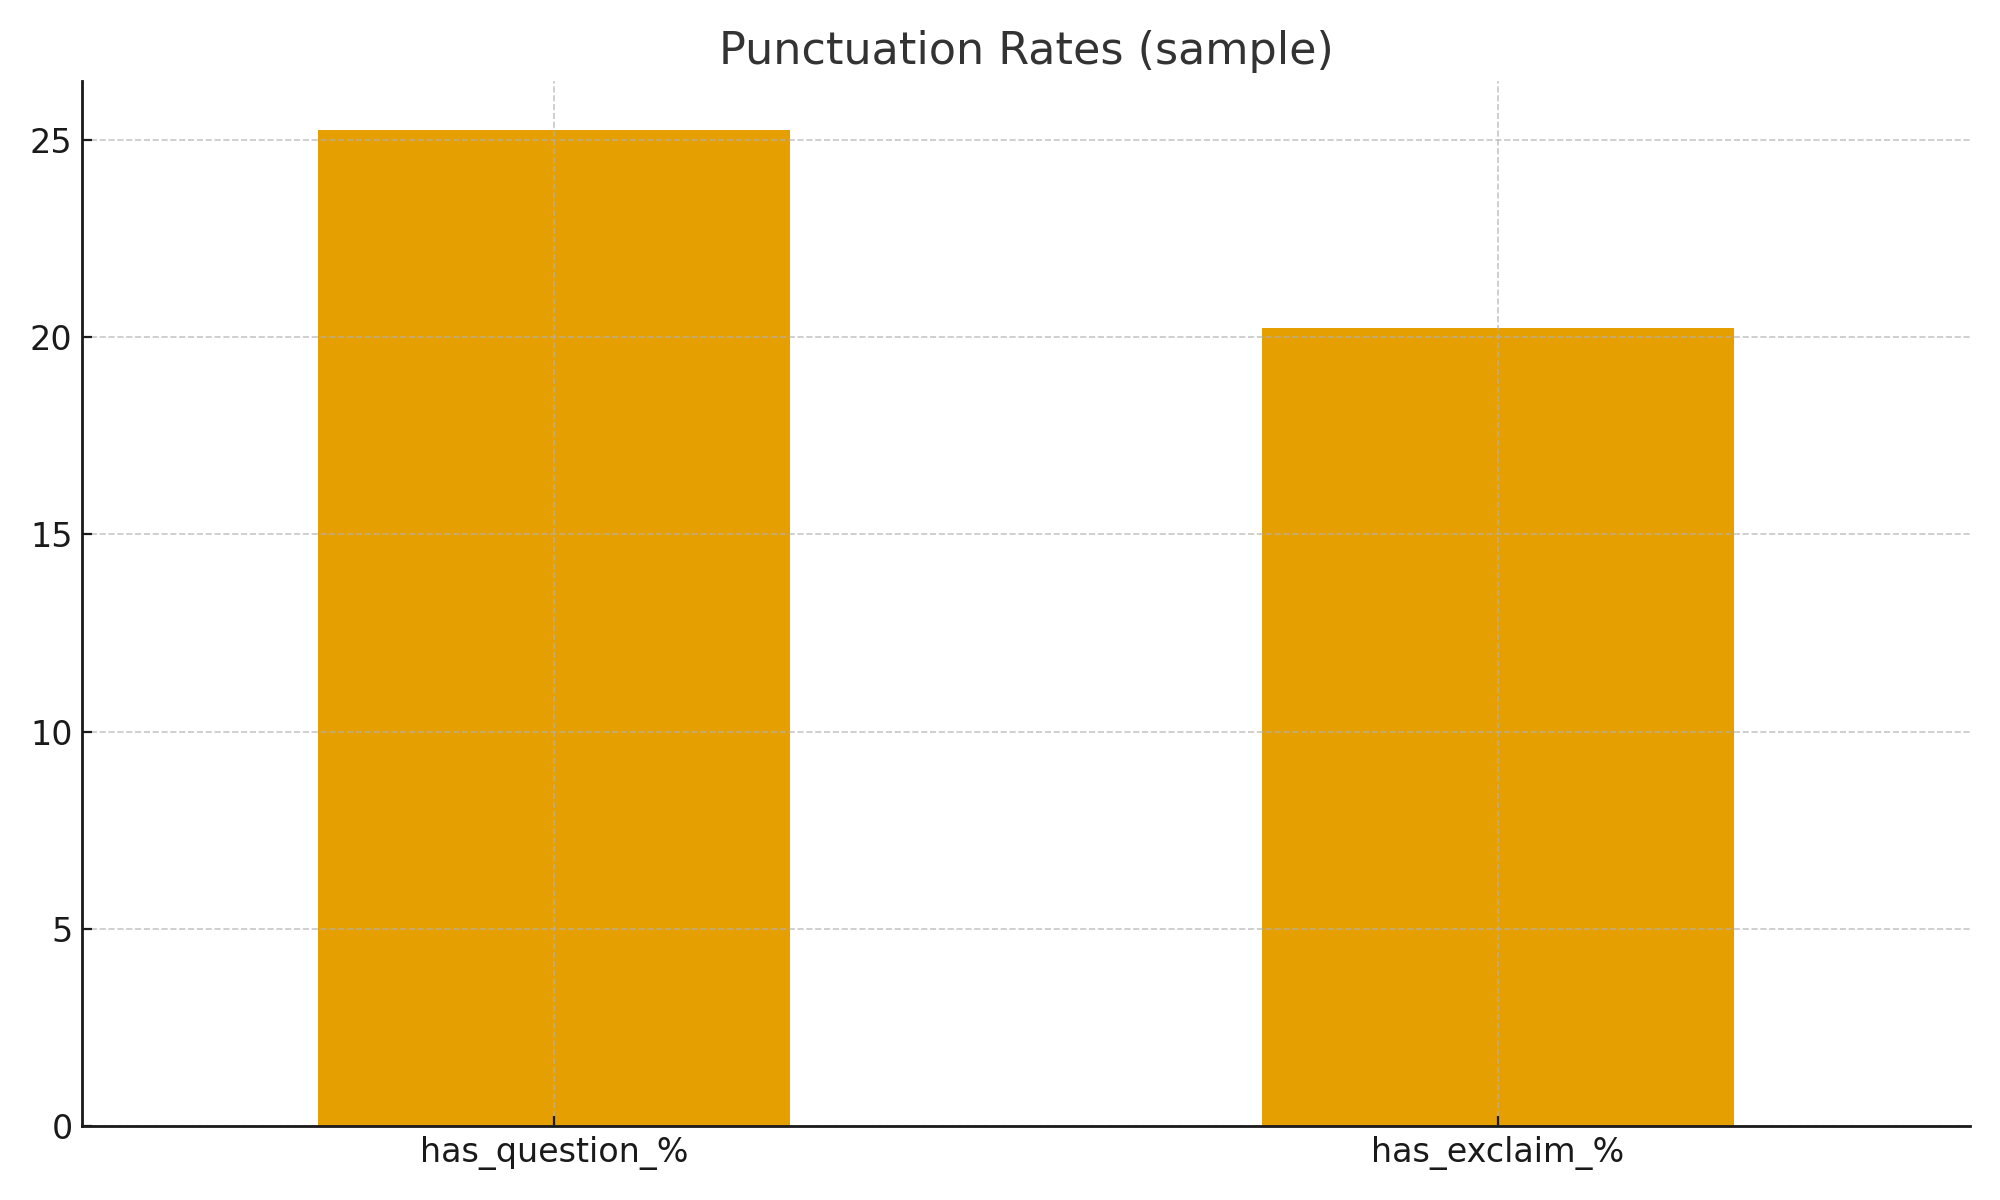 Punctuation Rates (sample)
25
20
15
10
5
0
has_question_%
has_exclaim_%